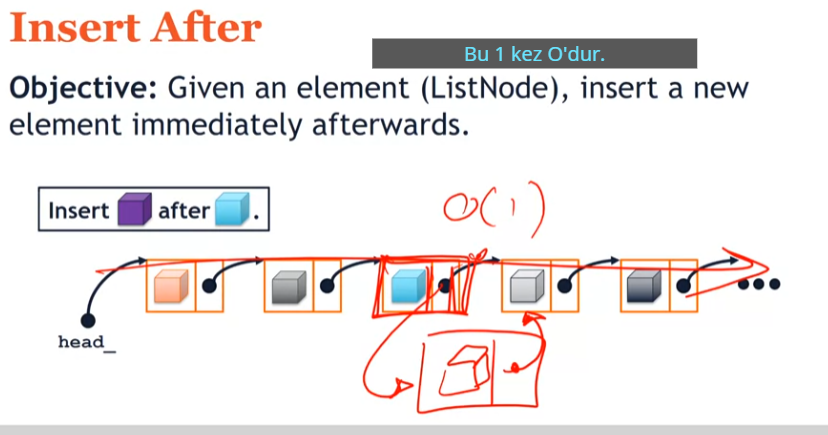 Insert After
Bu 1 kez O'dur.
Objective: Given an element (ListNode), insert a new
element immediately afterwards.
O(1)
Insert after .
head_